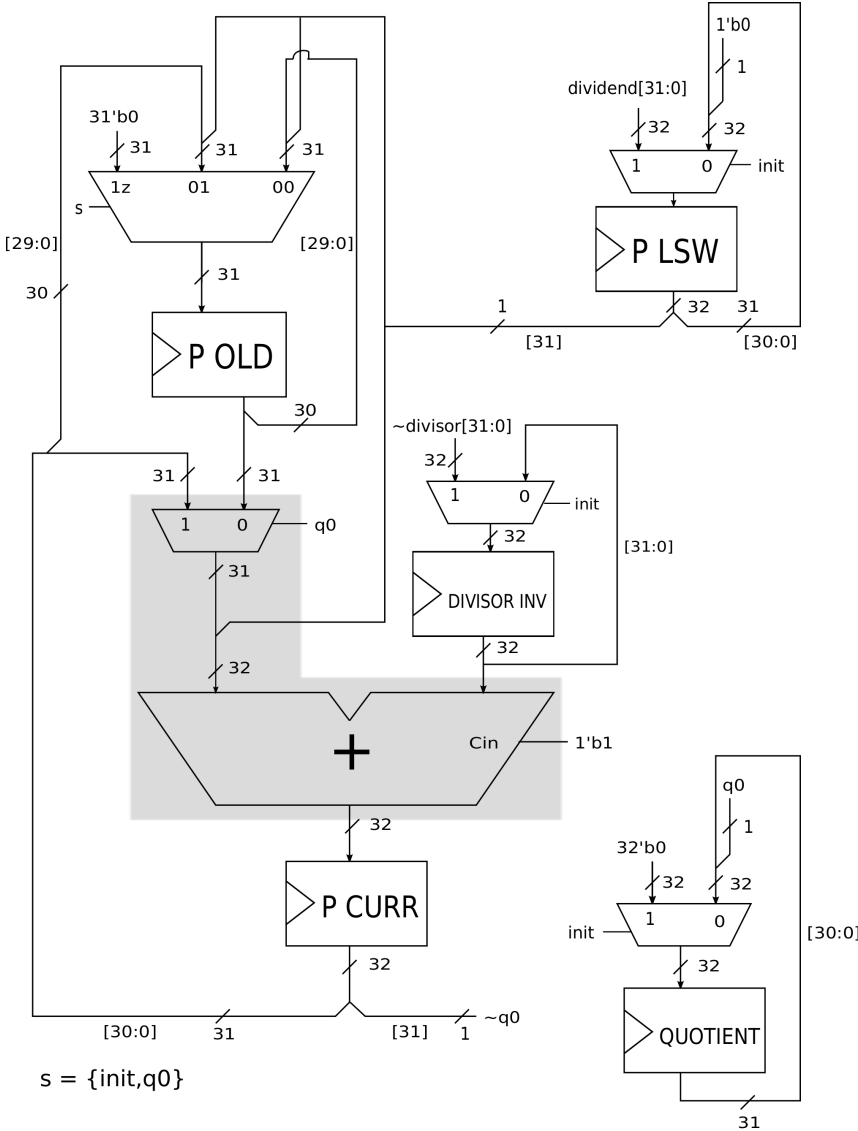 1'b0
1
dividend[31:0]
31'b0
32
32
31
31
31
1
0
init
1z
01
00
s
[29:0]
[29:0]
P LSW
31
30
1
32
31
[31]
[30:0]
P OLD
30
~divisor[31:0]
32
31
31
1
0
init
1
0
q0
32
[31:0]
31
DIVISOR INV
32
32
+
Cin
1'b1
q0
32
1
32'b0
32
32
P CURR
1
0
init
[30:0]
32
32
~q0
[30:0]
31
[31]
1
QUOTIENT
s = {init,q0}
31